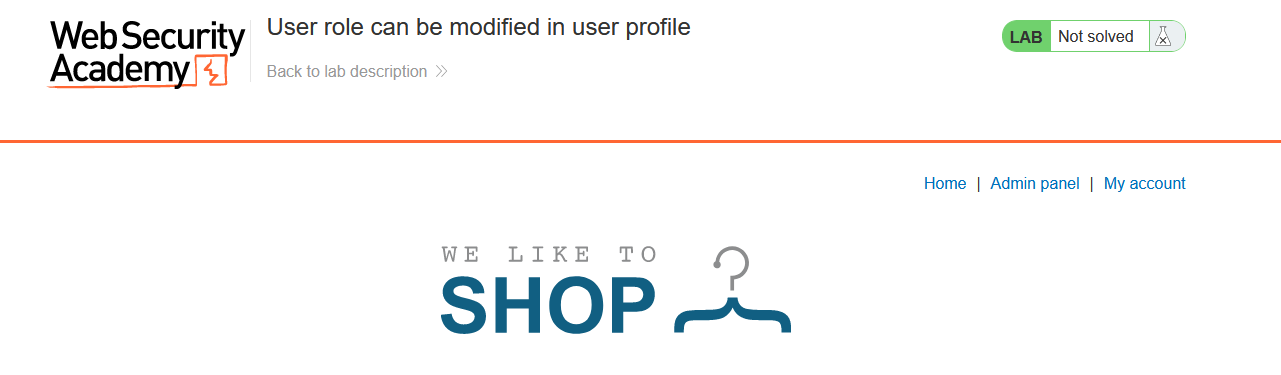 Web Security
Academy
User role can be modified in user profile
Back to lab description
LAB Not solved
Home | Admin panel | My account
WE LIKE TO
SHOP